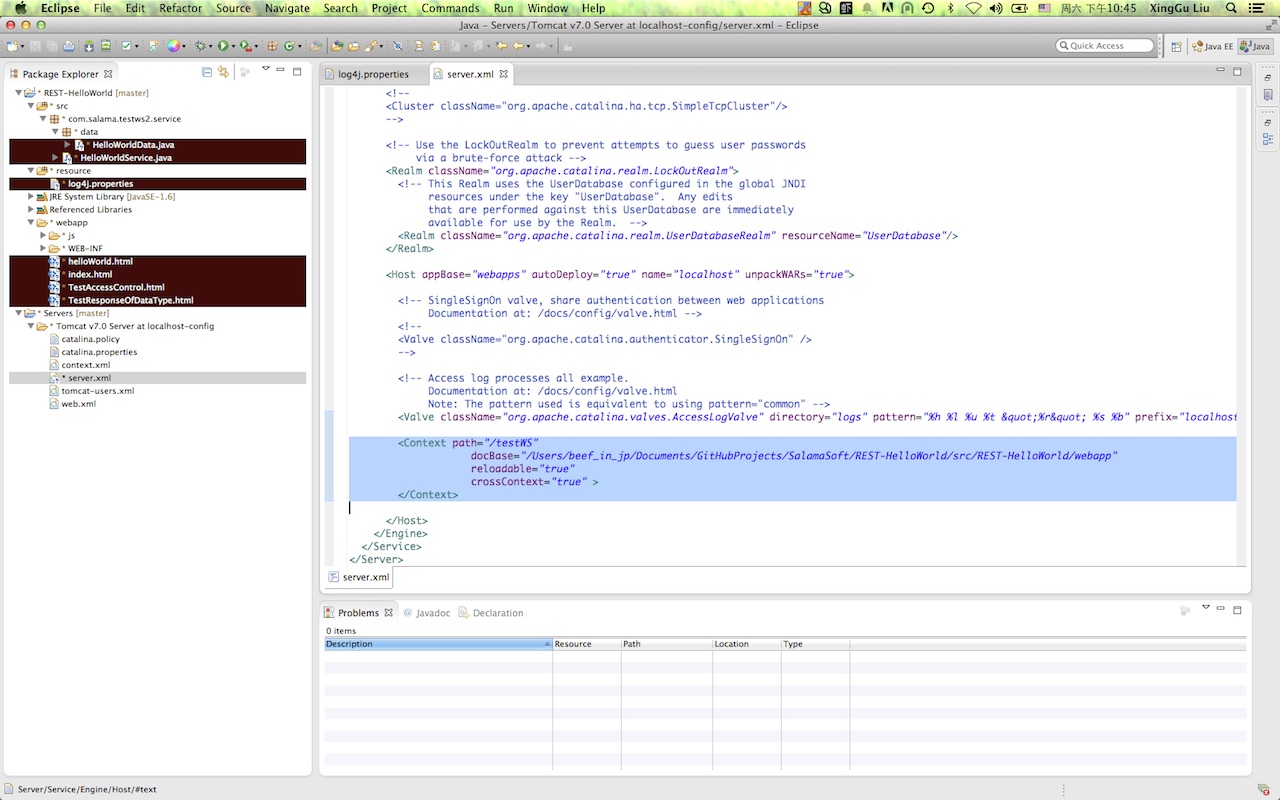 Eclipse File Edit Refactor Source Navigate Search Project Commands Run Window Help 周六 下午10:45 XingGu Liu
Java – Servers/Tomcat v7.0 Server at localhost-config/server.xml – Eclipse
Quick Access Java EE Java
Package Explorer
* REST-HelloWorld [master]
* src
* com.salama.testws2.service
* data
* HelloWorldData.java
* HelloWorldService.java
* resource
* log4j.properties
JRE System Library [JavaSE-1.6]
Referenced Libraries
* webapp
* js
* WEB-INF
* helloWorld.html
* index.html
* TestAccessControl.html
* TestResponseOfDataType.html
* Servers [master]
* Tomcat v7.0 Server at localhost-config
catalina.policy
catalina.properties
context.xml
* server.xml
tomcat-users.xml
web.xml
log4j.properties server.xml
<!--
<Cluster className="org.apache.catalina.ha.tcp.SimpleTcpCluster"/>
-->
<!-- Use the LockOutRealm to prevent attempts to guess user passwords
via a brute-force attack -->
<Realm className="org.apache.catalina.realm.LockOutRealm">
<!-- This Realm uses the UserDatabase configured in the global JNDI
resources under the key "UserDatabase".  Any edits
that are performed against this UserDatabase are immediately
available for use by the Realm.  -->
<Realm className="org.apache.catalina.realm.UserDatabaseRealm" resourceName="UserDatabase"/>
</Realm>
<Host appBase="webapps" autoDeploy="true" name="localhost" unpackWARs="true">
<!-- SingleSignOn valve, share authentication between web applications
Documentation at: /docs/config/valve.html -->
<!--
<Valve className="org.apache.catalina.authenticator.SingleSignOn" />
-->
<!-- Access log processes all example.
Documentation at: /docs/config/valve.html
Note: The pattern used is equivalent to using pattern="common" -->
<Valve className="org.apache.catalina.valves.AccessLogValve" directory="logs" pattern="%h %l %u %t &quot;%r&quot; %s %b" prefix="localhost
<Context path="/testWS"
docBase="/Users/beef_in_jp/Documents/GitHubProjects/SalamaSoft/REST-HelloWorld/src/REST-HelloWorld/webapp"
reloadable="true"
crossContext="true" >
</Context>
</Host>
</Engine>
</Service>
</Server>
server.xml
Problems @ Javadoc Declaration
0 items
Description Resource Path Location Type
Server/Service/Engine/Host/#text